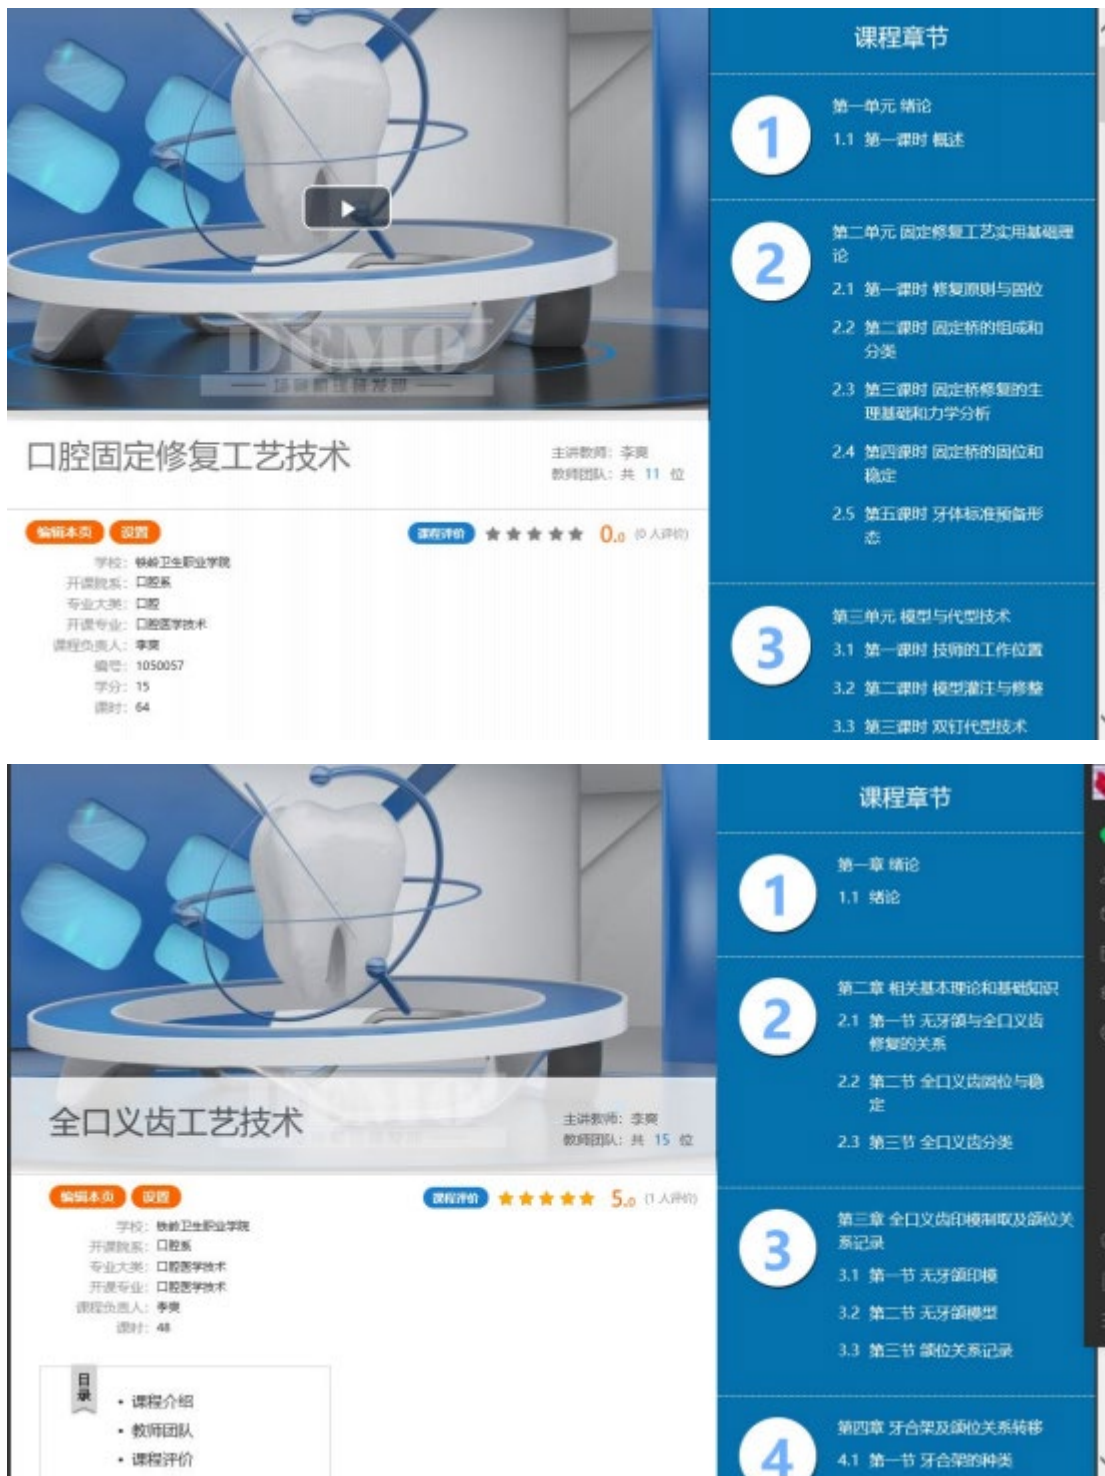 课程章节
1
第一单元 绪论
1.1 第一课时 概述
2
第二单元 固定修复工艺实用基础理
论
2.1 第一课时 修复原则与固位
2.2 第二课时 固定桥的组成和
分类
2.3 第三课时 固定桥修复的生
理基础和力学分析
2.4 第四课时 固定桥的固位和
稳定
2.5 第五课时 牙体标准预备形
态
3
第三单元 模型与代型技术
3.1 第一课时 技师的工作位置
3.2 第二课时 模型灌注与修整
3.3 第三课时 双钉代型技术
DEMO
口腔固定修复工艺技术
主讲教师：李爽
教师团队：共 11 位
编辑本页 设置
课程评价 0.0 (0 人评价)
学校：铁岭卫生职业学院
开课院系：口腔系
专业大类：口腔
开课专业：口腔医学技术
课程负责人：李爽
编号：1050057
学分：15
课时：64
课程章节
1
第一章 绪论
1.1 绪论
2
第二章 相关基本理论和基础知识
2.1 第一节 无牙颌与全口义齿
修复的关系
2.2 第二节 全口义齿固位与稳
定
2.3 第三节 全口义齿分类
3
第三章 全口义齿印模制取及颌位关
系记录
3.1 第一节 无牙颌印模
3.2 第二节 无牙颌模型
3.3 第三节 颌位关系记录
4
第四章 牙合架及颌位关系转移
4.1 第一节 牙合架的种类
全口义齿工艺技术
主讲教师：李爽
教师团队：共 15 位
编辑本页 设置
课程评价 5.0 (1 人评价)
学校：铁岭卫生职业学院
开课院系：口腔系
专业大类：口腔医学技术
开课专业：口腔医学技术
课程负责人：李爽
课时：48
目录
• 课程介绍
• 教师团队
• 课程评价